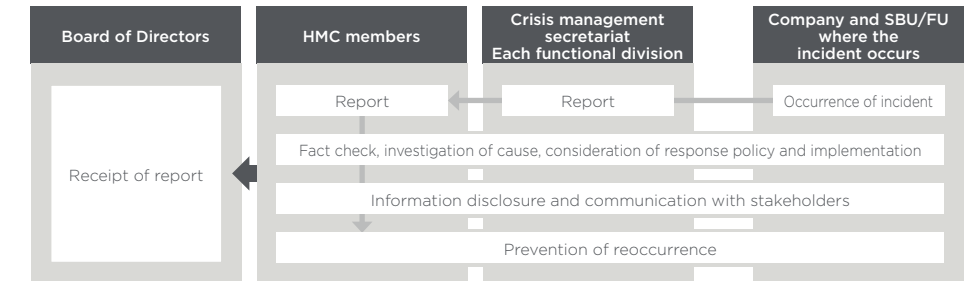 Board of Directors
HMC members
Crisis management
secretariat
Each functional division
Company and SBU/FU
where the
incident occurs
Report
Report
Occurrence of incident
Fact check, investigation of cause, consideration of response policy and implementation
Receipt of report
Information disclosure and communication with stakeholders
Prevention of reoccurrence